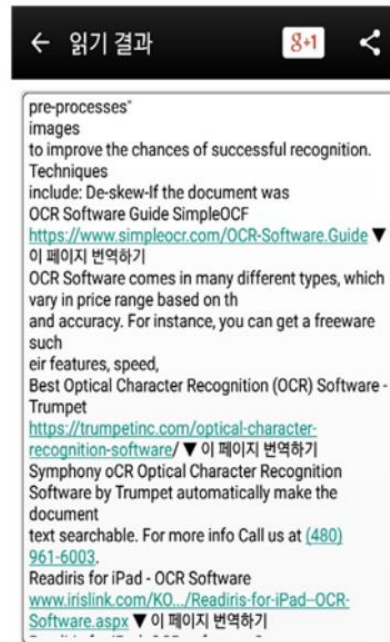 읽기 결과
8+1
pre-processes"
images
to improve the chances of successful recognition.
Techniques
include: De-skew-If the document was
OCR Software Guide SimpleOCF
https://www.simpleocr.com/OCR-Software.Guide ▼
이 페이지 번역하기
OCR Software comes in many different types, which
vary in price range based on th
and accuracy. For instance, you can get a freeware
such
eir features, speed,
Best Optical Character Recognition (OCR) Software -
Trumpet
https://trumpetinc.com/optical-character-
recognition-software/ ▼ 이 페이지 번역하기
Symphony oCR Optical Character Recognition
Software by Trumpet automatically make the
document
text searchable. For more info Call us at (480)
961-6003.
Readiris for iPad - OCR Software
www.irislink.com/KO.../Readiris-for-iPad--OCR-
Software.aspx ▼ 이 페이지 번역하기